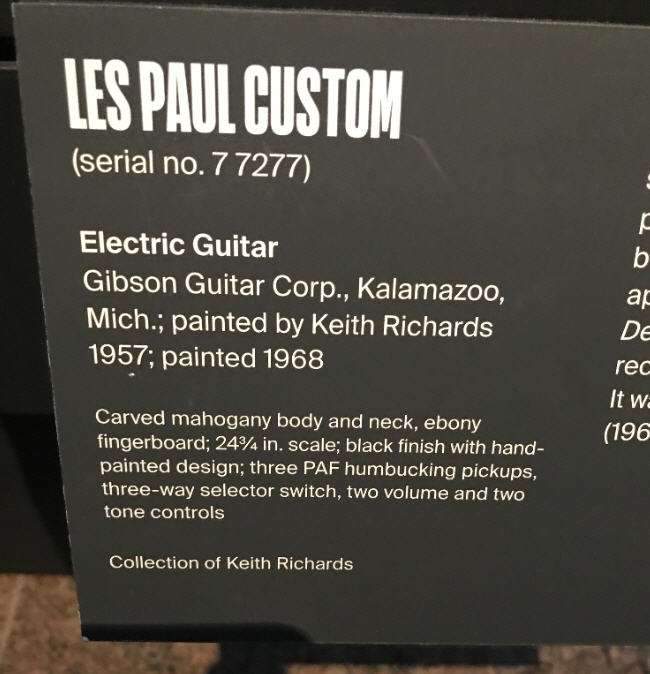 LES PAUL CUSTOM
(serial no. 7 7277)
Electric Guitar
Gibson Guitar Corp., Kalamazoo,
Mich.; painted by Keith Richards
1957; painted 1968
Carved mahogany body and neck, ebony
fingerboard; 24¾ in. scale; black finish with hand-
painted design; three PAF humbucking pickups,
three-way selector switch, two volume and two
tone controls
Collection of Keith Richards
It
(196